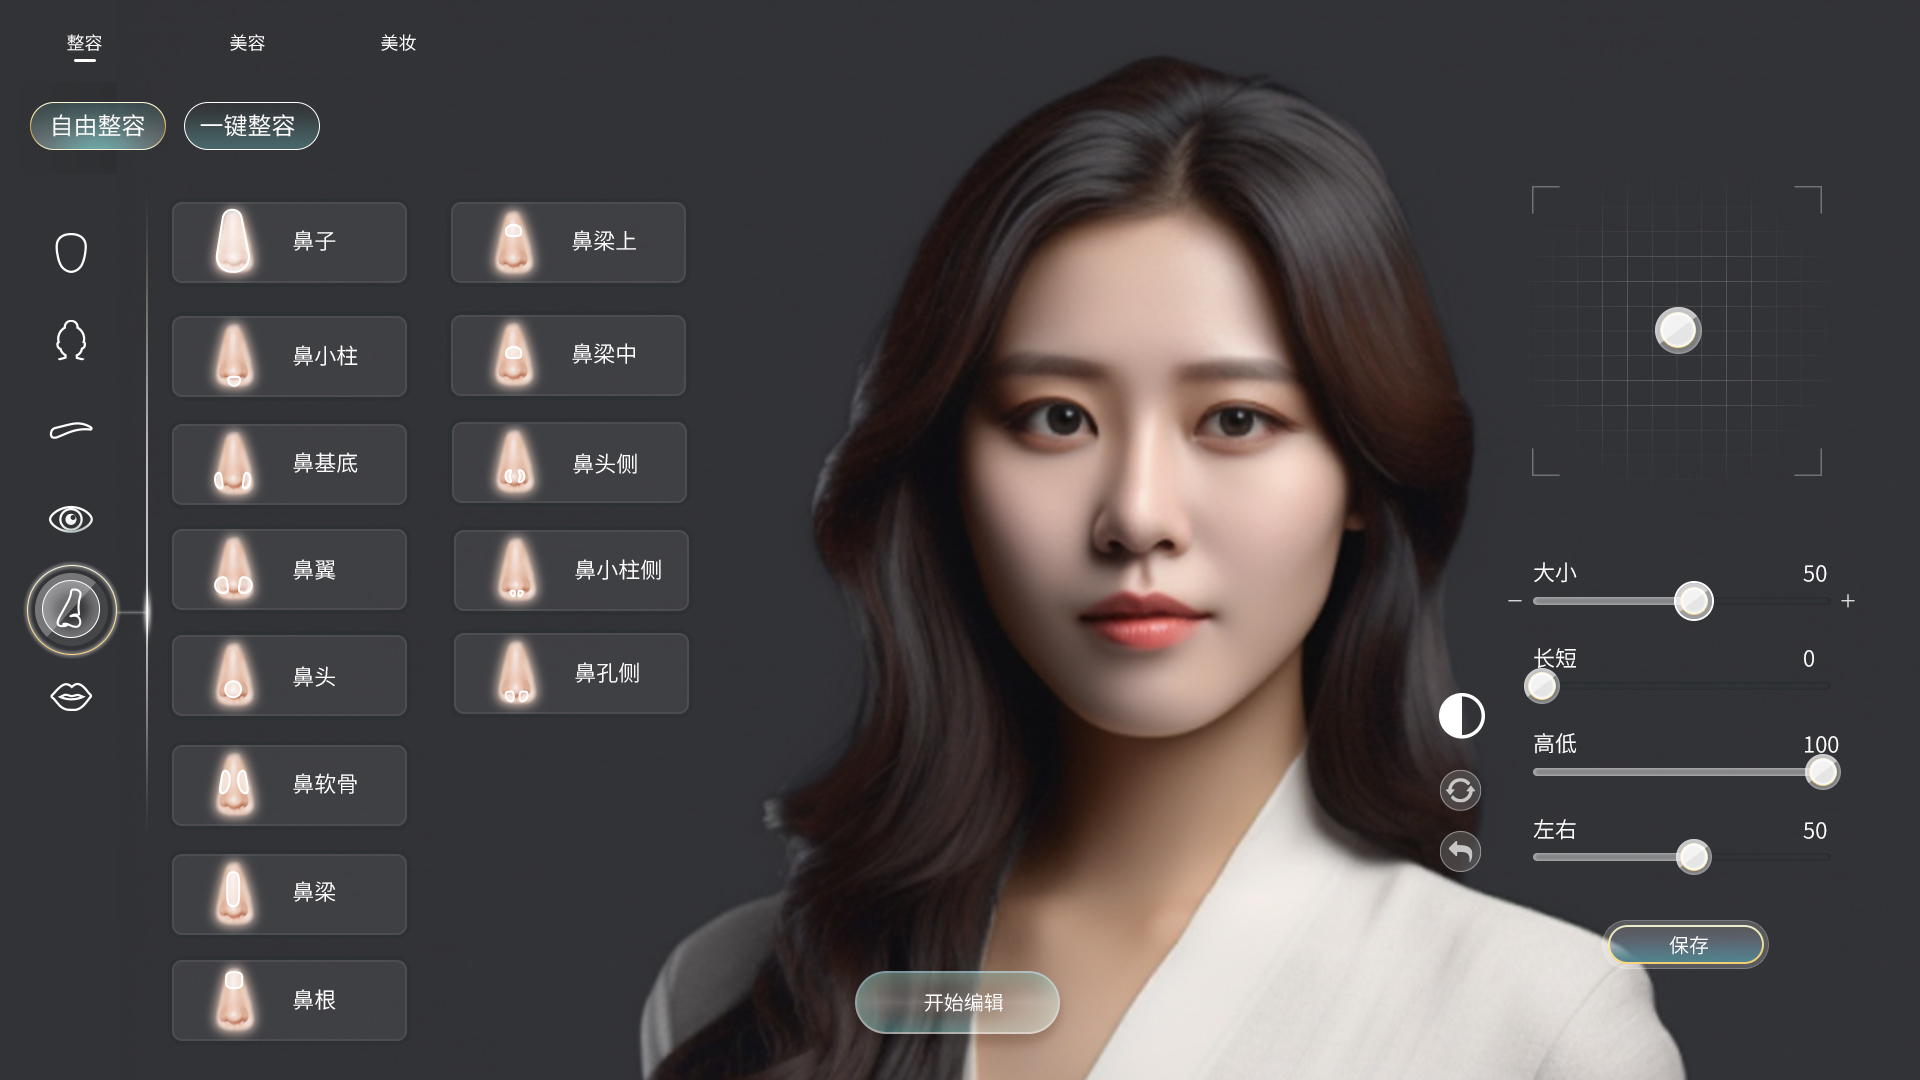 整容 美容 美妆
自由整容 一键整容
鼻子 鼻梁上
鼻小柱 鼻梁中
鼻基底 鼻头侧
鼻翼 鼻小柱侧
鼻头 鼻孔侧
鼻软骨
鼻梁
鼻根
大小 50
− +
长短 0
高低 100
左右 50
保存
开始编辑